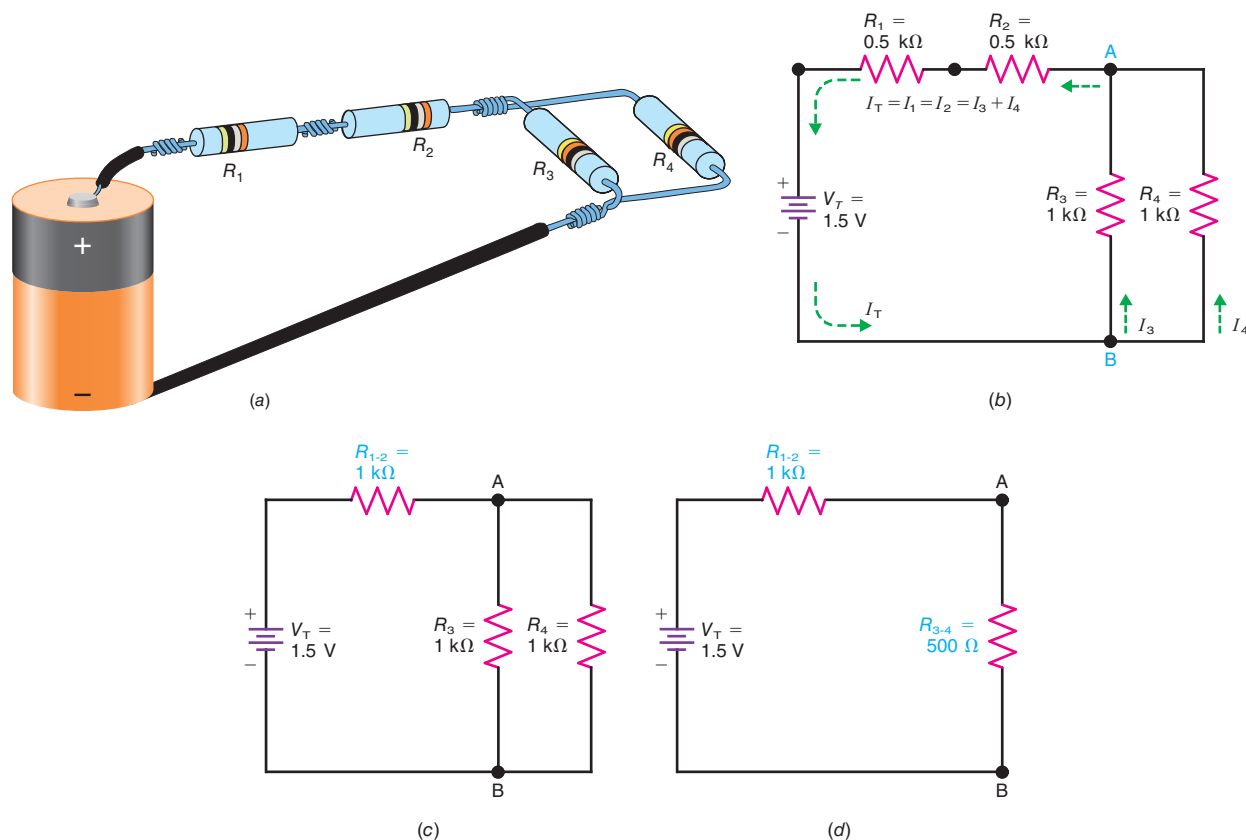 +
−
R1
R2
R3
R4
(a)
R1 =
0.5 kΩ
R2 =
0.5 kΩ
A
IT = I1 = I2 = I3 + I4
+
VT =
1.5 V
−
R3 =
1 kΩ
R4 =
1 kΩ
IT
I3
I4
B
(b)
R1-2 =
1 kΩ
A
+
VT =
1.5 V
−
R3 =
1 kΩ
R4 =
1 kΩ
B
(c)
R1-2 =
1 kΩ
A
+
VT =
1.5 V
−
R3-4 =
500 Ω
B
(d)